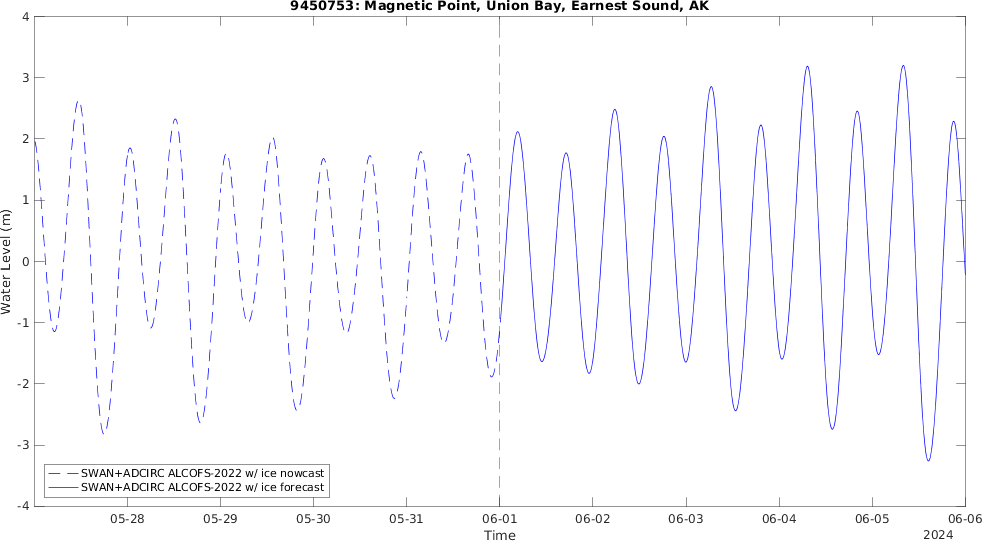 9450753: Magnetic Point, Union Bay, Earnest Sound, AK
4
3
2
1
0
-1
-2
-3
-4
Water Level (m)
SWAN+ADCIRC ALCOFS-2022 w/ ice nowcast
SWAN+ADCIRC ALCOFS-2022 w/ ice forecast
05-28 05-29 05-30 05-31 06-01 06-02 06-03 06-04 06-05 06-06
Time
2024